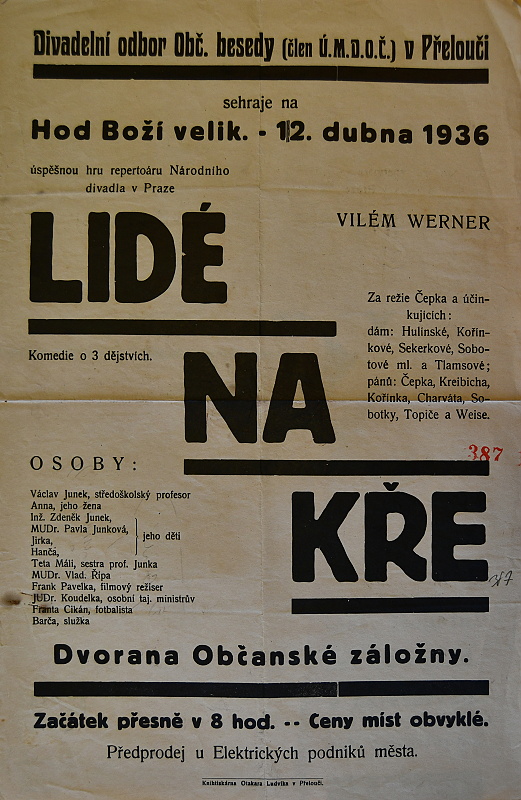 Divadelní odbor Obč. besedy (člen Ú.M.D.O.Č.) v Přelouči
sehraje na
Hod Boží velik. - 12. dubna 1936
úspěšnou hru repertoáru Národního
divadla v Praze
VILÉM WERNER
LIDÉ
NA
KŘE
Komedie o 3 dějstvích.
Za režie Čepka a účin-
kujících:
dám: Hulínské, Kořín-
kové, Sekerkové, Sobo-
tové ml. a Tlamsové;
pánů: Čepka, Kreibicha,
Kořínka, Charváta, So-
botky, Topiče a Weise.
387
OSOBY:
Václav Junek, středoškolský profesor
Anna, jeho žena
Inž. Zdeněk Junek,
MUDr. Pavla Junková,
Jirka,
Hanča,
jeho děti
Teta Máli, sestra prof. Junka
MUDr. Vlad. Řípa
Frank Pavelka, filmový režiser
JUDr. Koudelka, osobní taj. ministrův
Franta Cikán, fotbalista
Barča, služka
387
Dvorana Občanské záložny.
Začátek přesně v 8 hod. -- Ceny míst obvyklé.
Předprodej u Elektrických podniků města.
Knihtiskárna Otakara Ludvíka v Přelouči.